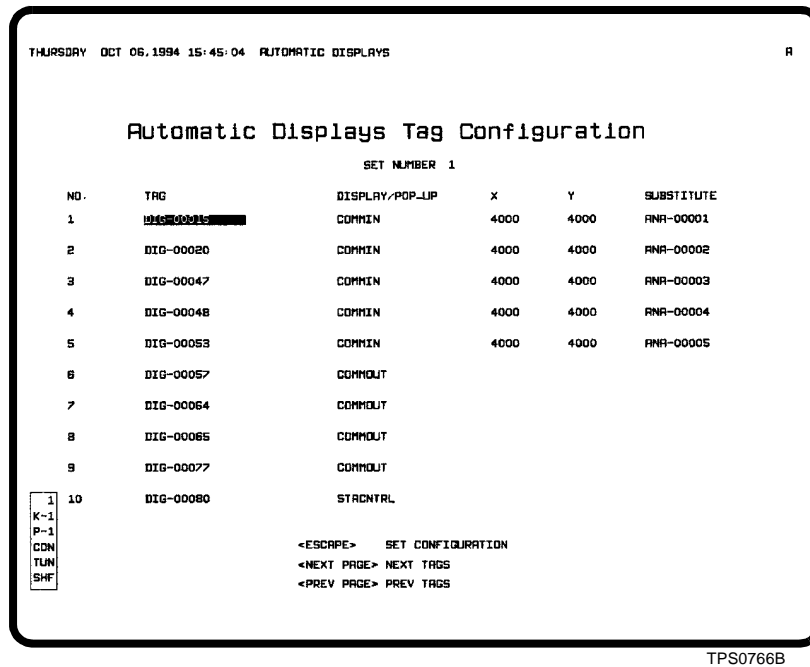 THURSDAY OCT 06,1994 15:45:04 AUTOMATIC DISPLAYS A
Automatic Displays Tag Configuration
SET NUMBER 1
NO. TAG DISPLAY/POP-UP X Y SUBSTITUTE
1 DIG-00015 COMMIN 4000 4000 ANA-00001
2 DIG-00020 COMMIN 4000 4000 ANA-00002
3 DIG-00047 COMMIN 4000 4000 ANA-00003
4 DIG-00048 COMMIN 4000 4000 ANA-00004
5 DIG-00053 COMMIN 4000 4000 ANA-00005
6 DIG-00057 COMMOUT
7 DIG-00064 COMMOUT
8 DIG-00065 COMMOUT
9 DIG-00077 COMMOUT
10 DIG-00080 STACNTRL
1
K-1
P-1
CON
TUN
SHF
<ESCAPE> SET CONFIGURATION
<NEXT PAGE> NEXT TAGS
<PREV PAGE> PREV TAGS
TPS0766B